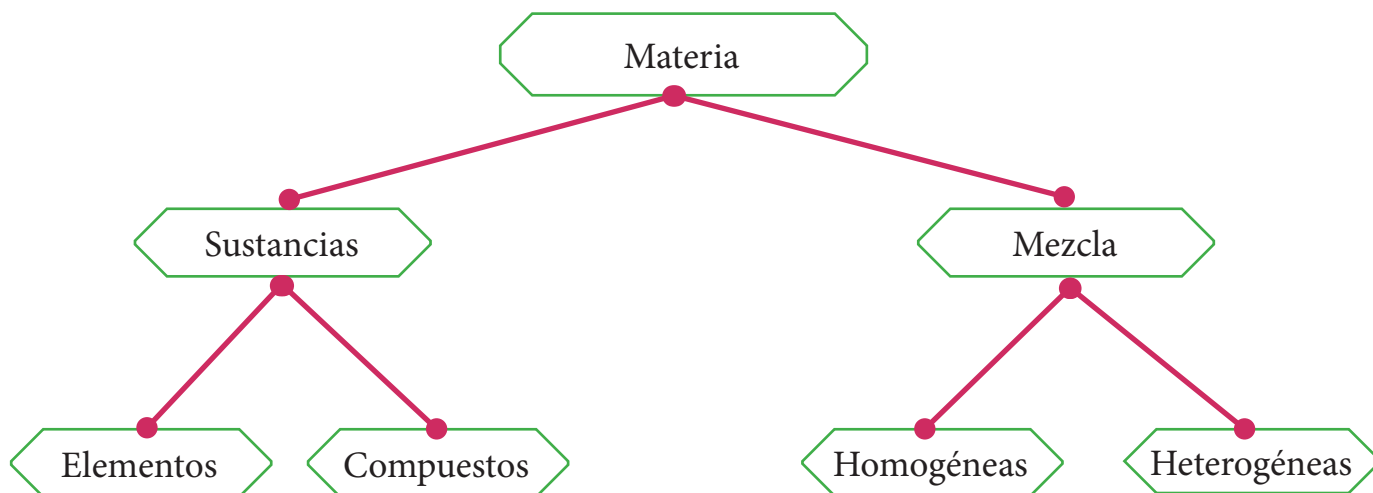 Materia
Sustancias
Mezcla
Elementos
Compuestos
Homogéneas
Heterogéneas